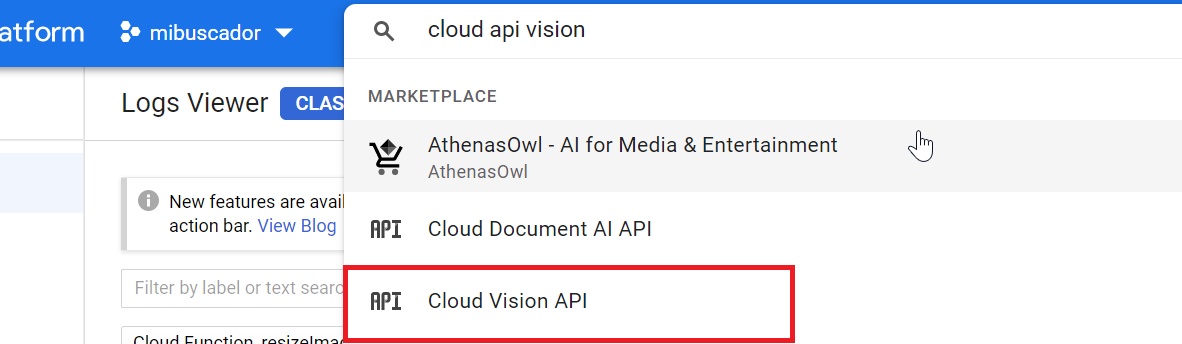 atform
mibuscador
cloud api vision
Logs Viewer
CLAS
MARKETPLACE
AthenasOwl - AI for Media & Entertainment
AthenasOwl
New features are avail
action bar. View Blog
API
Cloud Document AI API
Filter by label or text searc
API
Cloud Vision API
Cloud Function, resizeImag